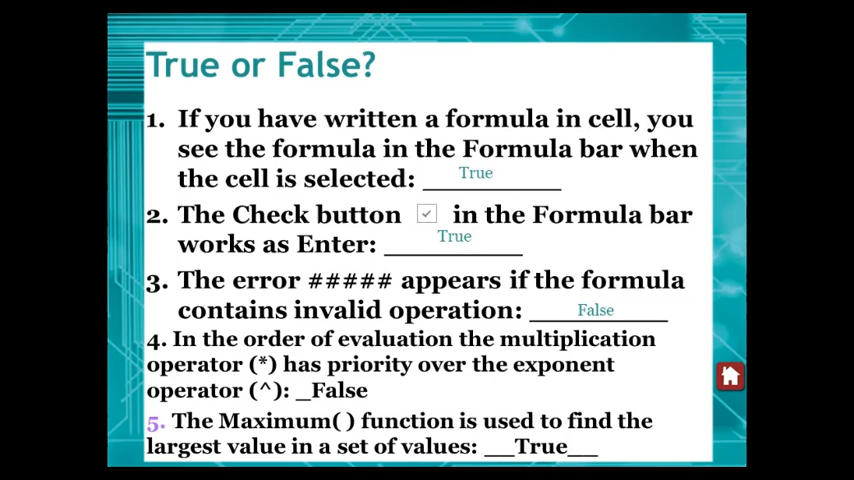 True or False?
1. If you have written a formula in cell, you
see the formula in the Formula bar when
the cell is selected: ____________ True
2. The Check button ✓ in the Formula bar
works as Enter: ____________ True
3. The error ##### appears if the formula
contains invalid operation: ____________ False
4. In the order of evaluation the multiplication
operator (*) has priority over the exponent
operator (^): _False
5. The Maximum( ) function is used to find the
largest value in a set of values: __True__